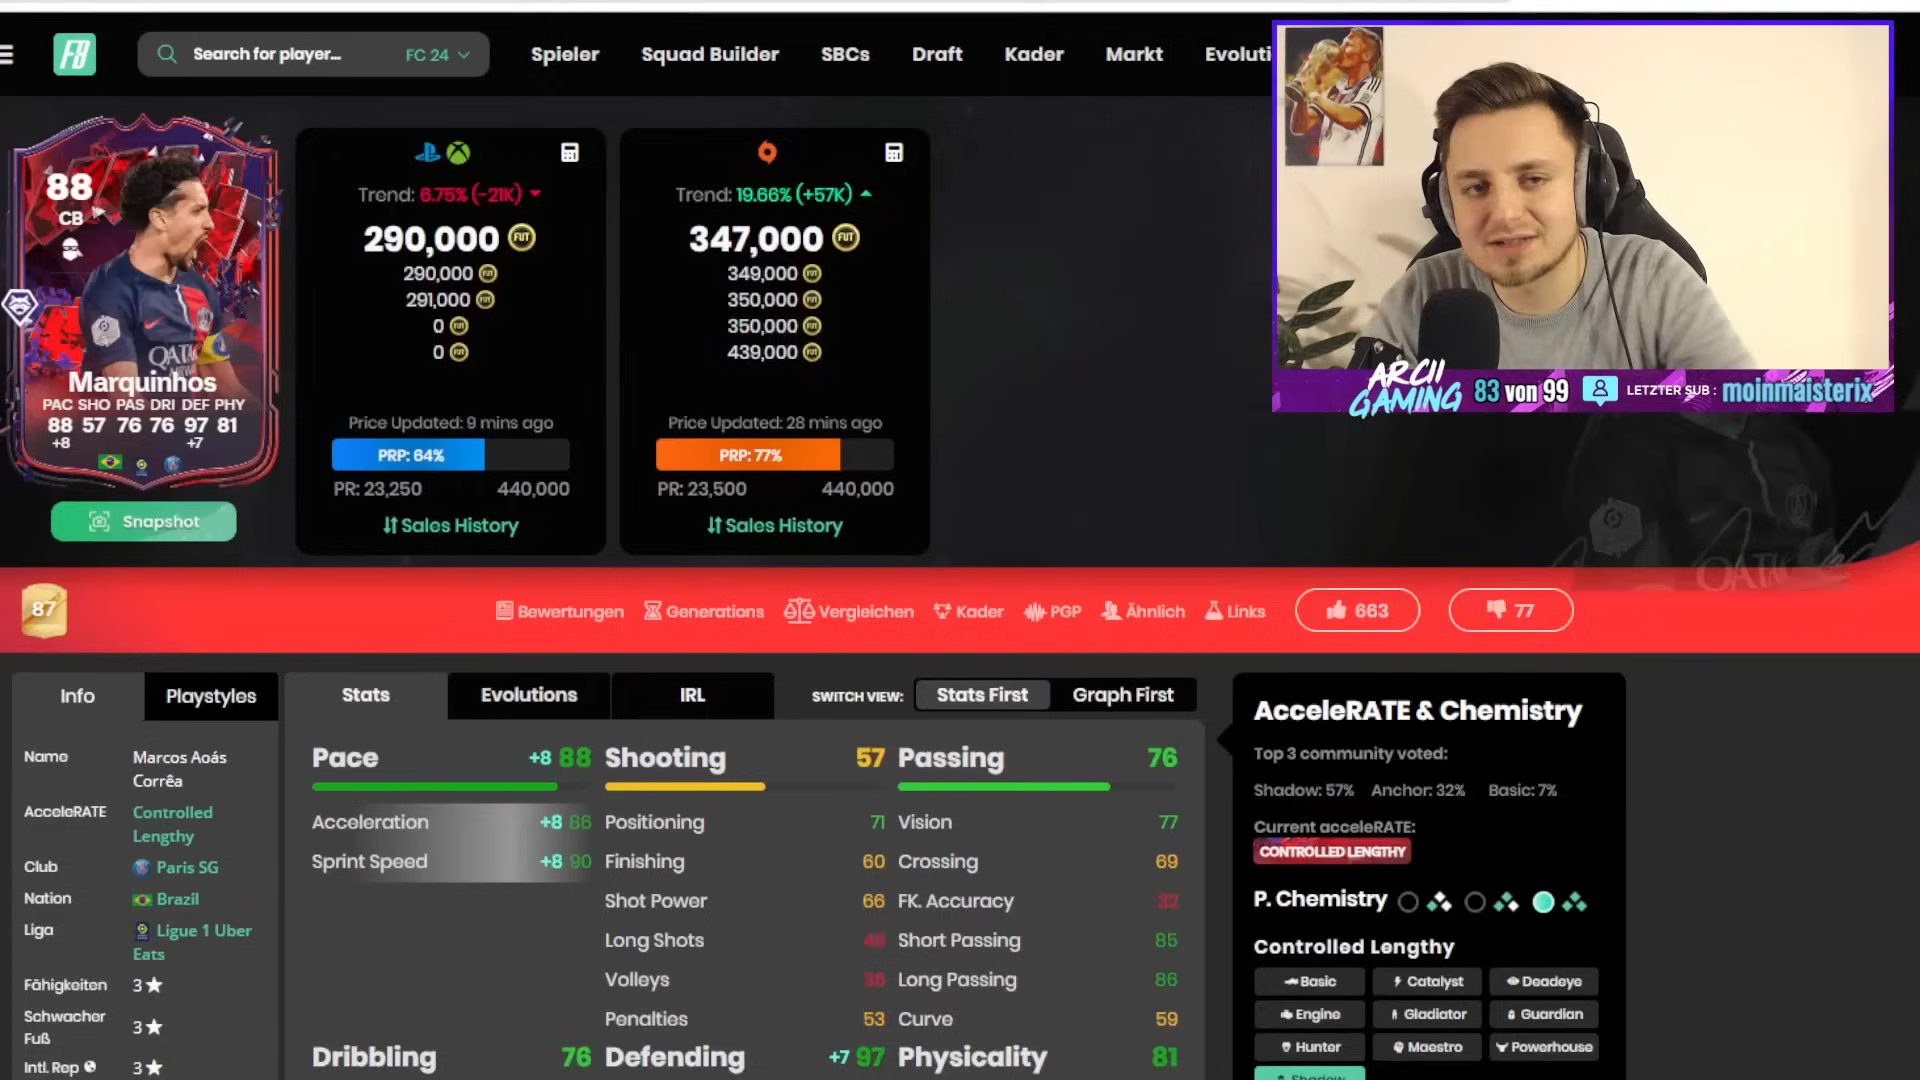 Search for player...
FC 24
Spieler
Squad Builder
SBCs
Draft
Kader
Markt
Evoluti
88
CB
QATAR
Marquinhos
PAC SHO PAS DRI DEF PHY
88 57 76 76 97 81
+8 +7
Snapshot
Trend: 6.75% (-21K)
290,000
290,000
291,000
0
0
Price Updated: 9 mins ago
PRP: 64%
PR: 23,250 440,000
Sales History
Trend: 19.66% (+57K)
347,000
349,000
350,000
350,000
439,000
Price Updated: 28 mins ago
PRP: 77%
PR: 23,500 440,000
Sales History
ARCII
GAMING
83 von 99
LETZTER SUB : moinmaisterix
87
Bewertungen
Generations
Vergleichen
Kader
PGP
Ähnlich
Links
663
77
Info
Playstyles
Name Marcos Aoás
Corrêa
AcceleRATE Controlled
Lengthy
Club Paris SG
Nation Brazil
Liga Ligue 1 Uber
Eats
Fähigkeiten 3
Schwacher
Fuß 3
Intl. Rep 3
Stats
Evolutions
IRL
SWITCH VIEW:
Stats First
Graph First
Pace +8 88
Acceleration +8 86
Sprint Speed +8 90
Shooting 57
Positioning 71
Finishing 60
Shot Power 66
Long Shots 48
Volleys 38
Penalties 53
Passing 76
Vision 77
Crossing 69
FK. Accuracy 32
Short Passing 85
Long Passing 86
Curve 59
Dribbling 76
Defending +7 97
Physicality 81
AcceleRATE & Chemistry
Top 3 community voted:
Shadow: 57% Anchor: 32% Basic: 7%
Current acceleRATE:
CONTROLLED LENGTHY
P. Chemistry
Controlled Lengthy
Basic
Catalyst
Deadeye
Engine
Gladiator
Guardian
Hunter
Maestro
Powerhouse
Shadow